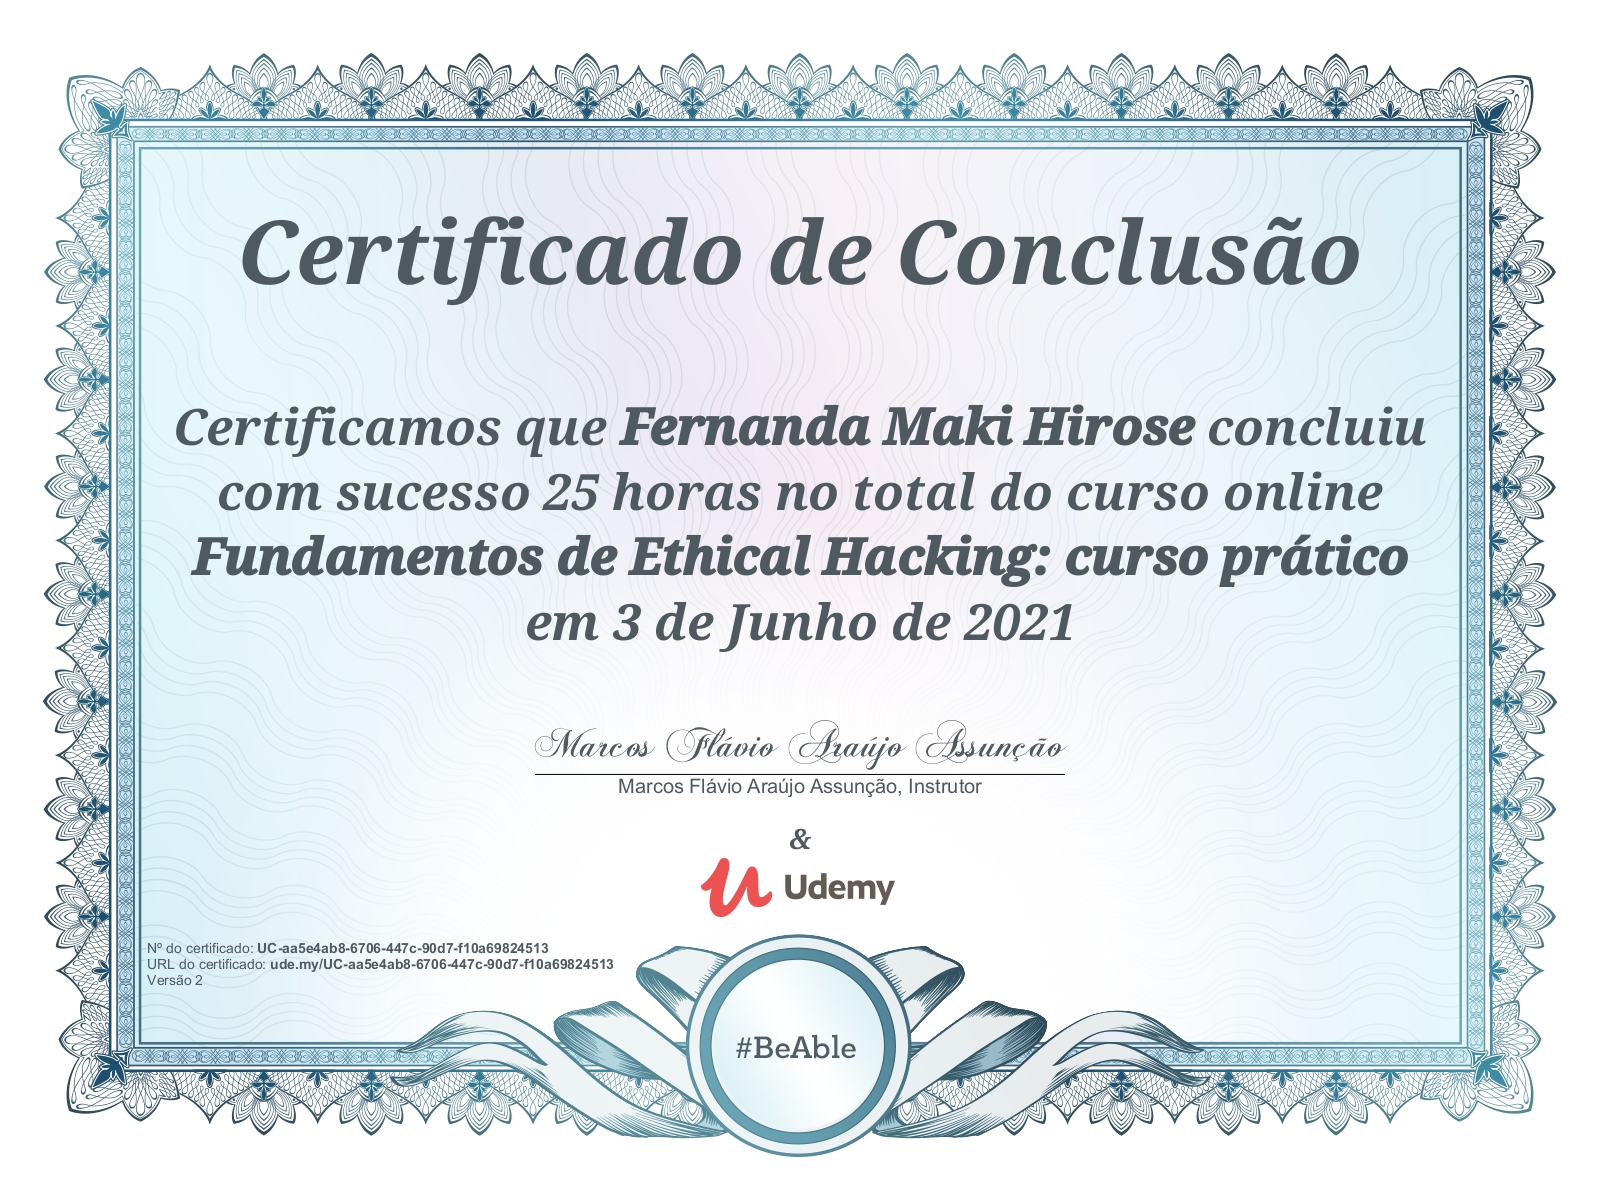 Certificado de Conclusão
Certificamos que Fernanda Maki Hirose concluiu
com sucesso 25 horas no total do curso online
Fundamentos de Ethical Hacking: curso prático
em 3 de Junho de 2021
Marcos Flávio Araújo Assunção
Marcos Flávio Araújo Assunção, Instrutor
&
Udemy
Nº do certificado: UC-aa5e4ab8-6706-447c-90d7-f10a69824513
URL do certificado: ude.my/UC-aa5e4ab8-6706-447c-90d7-f10a69824513
Versão 2
#BeAble